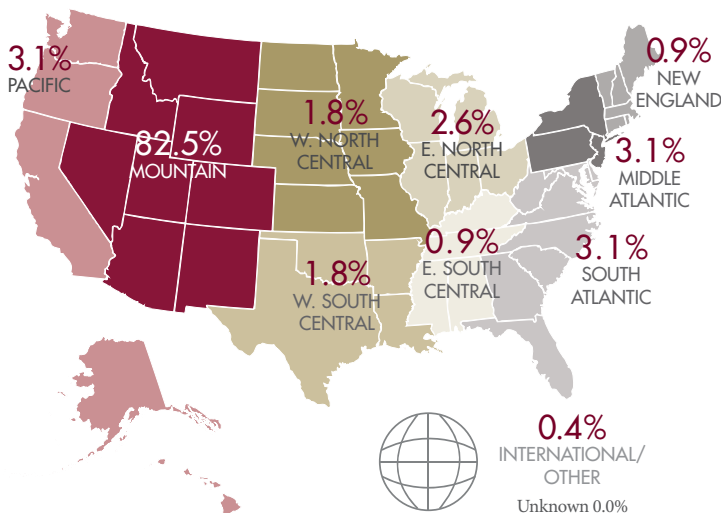 3.1%
PACIFIC
82.5%
MOUNTAIN
1.8%
W. NORTH
CENTRAL
2.6%
E. NORTH
CENTRAL
0.9%
NEW
ENGLAND
3.1%
MIDDLE
ATLANTIC
1.8%
W. SOUTH
CENTRAL
0.9%
E. SOUTH
CENTRAL
3.1%
SOUTH
ATLANTIC
0.4%
INTERNATIONAL/
OTHER
Unknown 0.0%